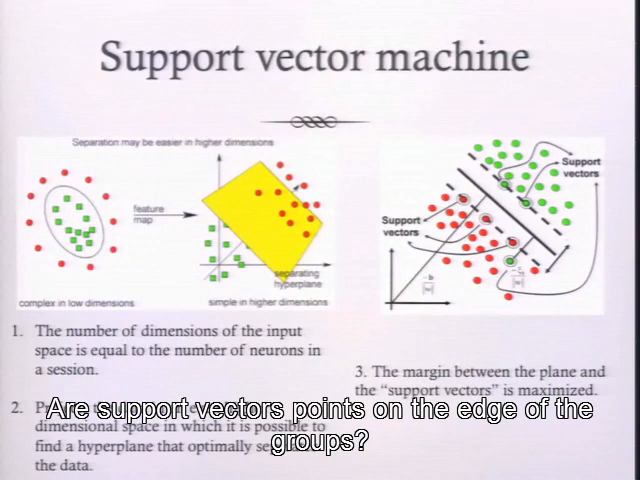 Support vector machine
Separation may be easier in higher dimensions
feature
map
separating
hyperplane
complex in low dimensions
simple in higher dimensions
Support
vectors
Support
vectors
1. The number of dimensions of the input
space is equal to the number of neurons in
a session.
2.
dimensional space in which it is possible to
find a hyperplane that optimally
the data.
3. The margin between the plane and
the “support vectors” is maximized.
Are support vectors points on the edge of the
groups?